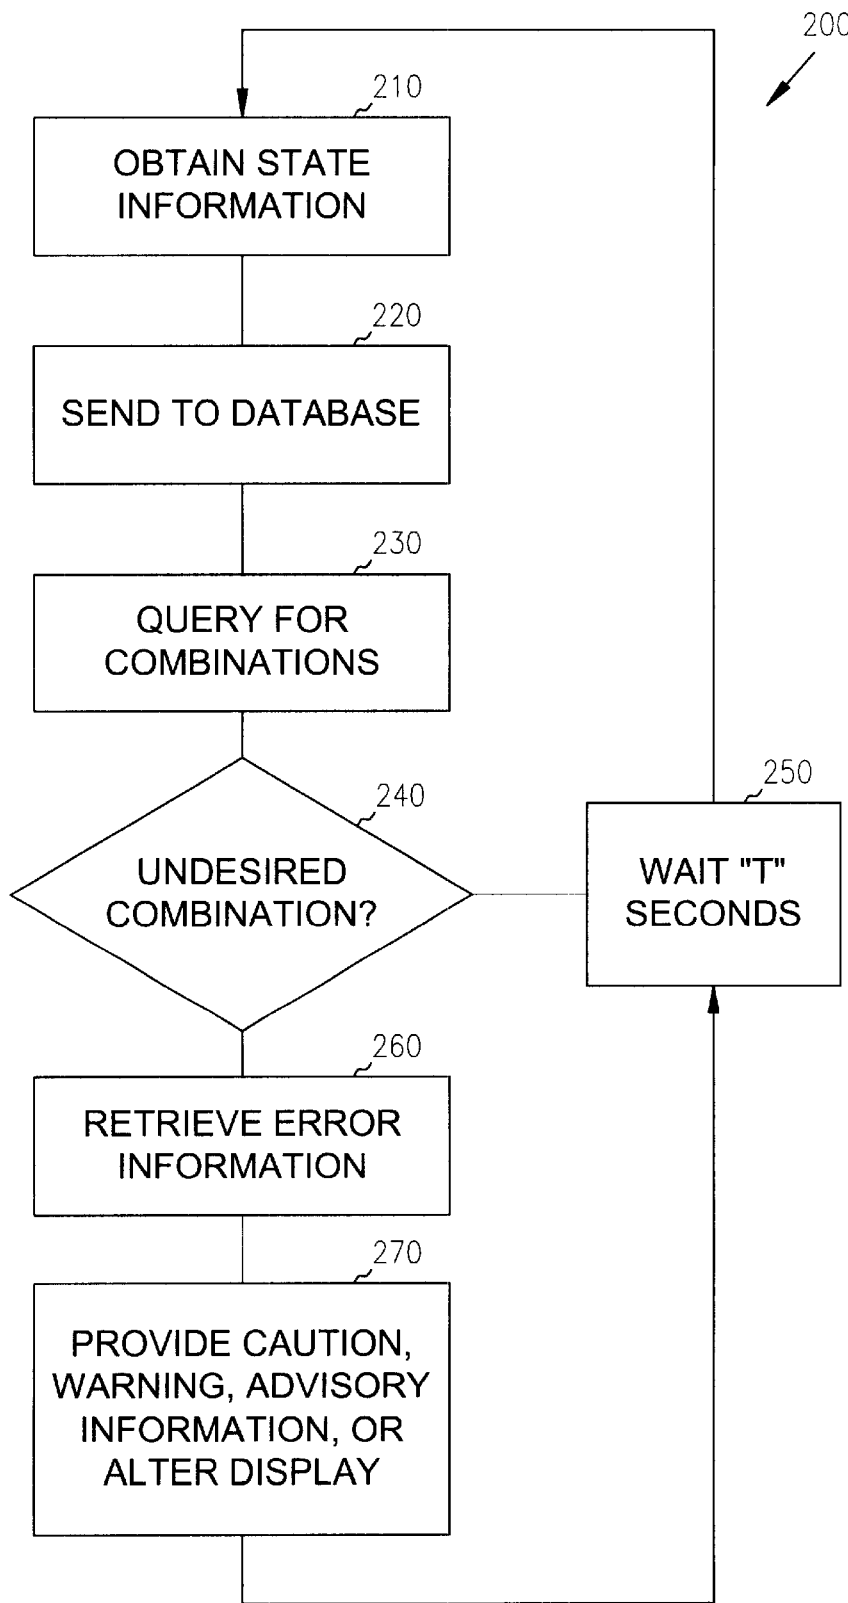 200
210
OBTAIN STATE
INFORMATION
220
SEND TO DATABASE
230
QUERY FOR
COMBINATIONS
240
UNDESIRED
COMBINATION?
250
WAIT "T"
SECONDS
260
RETRIEVE ERROR
INFORMATION
270
PROVIDE CAUTION,
WARNING, ADVISORY
INFORMATION, OR
ALTER DISPLAY